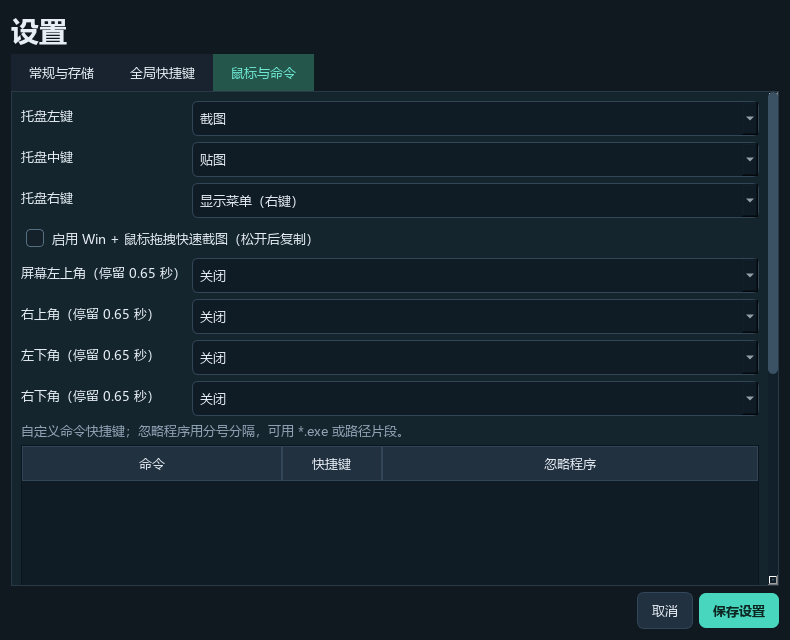 设置
常规与存储 全局快捷键 鼠标与命令
托盘左键 截图
托盘中键 贴图
托盘右键 显示菜单（右键）
启用 Win + 鼠标拖拽快速截图（松开后复制）
屏幕左上角（停留 0.65 秒） 关闭
右上角（停留 0.65 秒） 关闭
左下角（停留 0.65 秒） 关闭
右下角（停留 0.65 秒） 关闭
自定义命令快捷键；忽略程序用分号分隔，可用 *.exe 或路径片段。
命令 快捷键 忽略程序
取消 保存设置